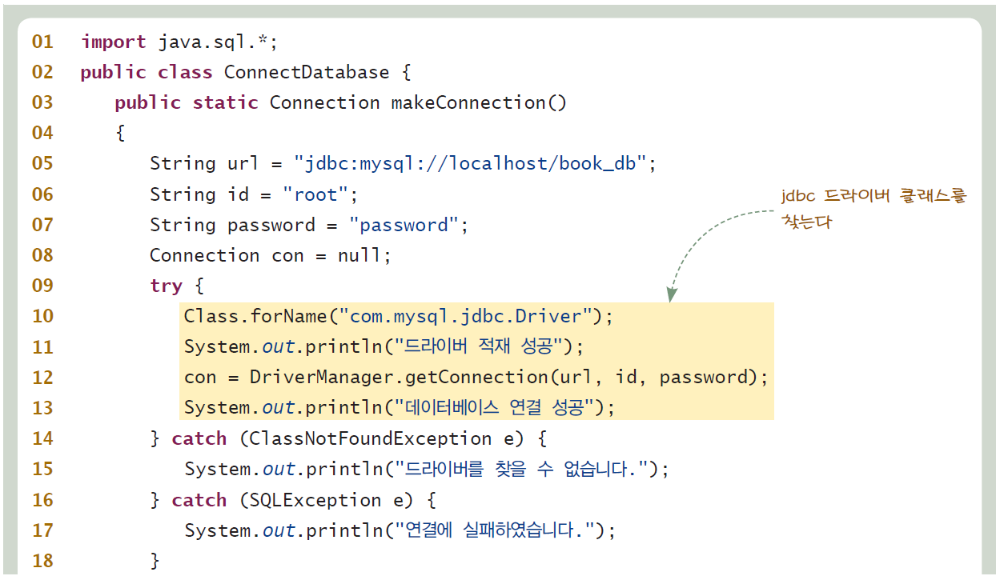 01 import java.sql.*;
02 public class ConnectDatabase {
03 public static Connection makeConnection()
04 {
05 String url = "jdbc:mysql://localhost/book_db";
06 String id = "root";
jdbc 드라이버 클래스를
찾는다
07 String password = "password";
08 Connection con = null;
09 try {
10 Class.forName("com.mysql.jdbc.Driver");
11 System.out.println("드라이버 적재 성공");
12 con = DriverManager.getConnection(url, id, password);
13 System.out.println("데이터베이스 연결 성공");
14 } catch (ClassNotFoundException e) {
15 System.out.println("드라이버를 찾을 수 없습니다.");
16 } catch (SQLException e) {
17 System.out.println("연결에 실패하였습니다.");
18 }